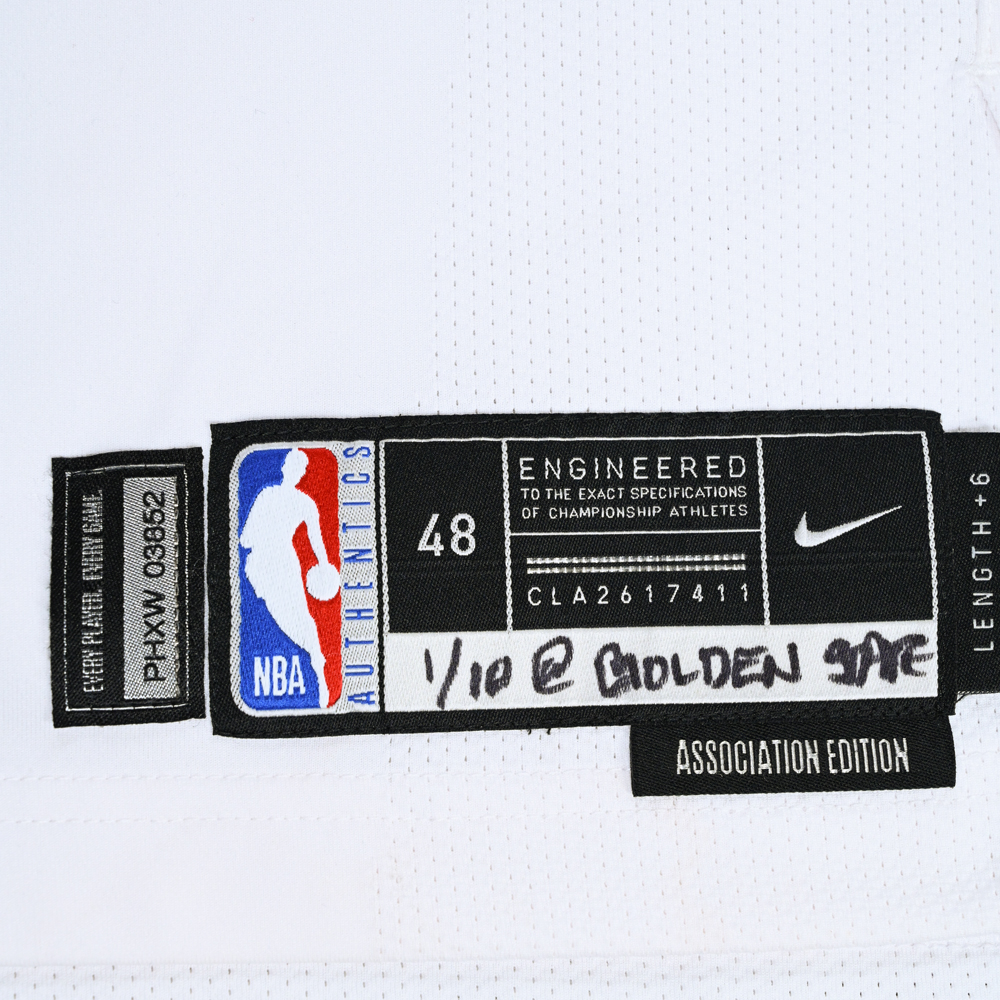 EVERY PLAYER. EVERY GAME.
PHXW 03652
NBA
AUTHENTICS
48
ENGINEERED
TO THE EXACT SPECIFICATIONS
OF CHAMPIONSHIP ATHLETES
CLA2617411
1/10 @ GOLDEN STATE
LENGTH+6
ASSOCIATION EDITION